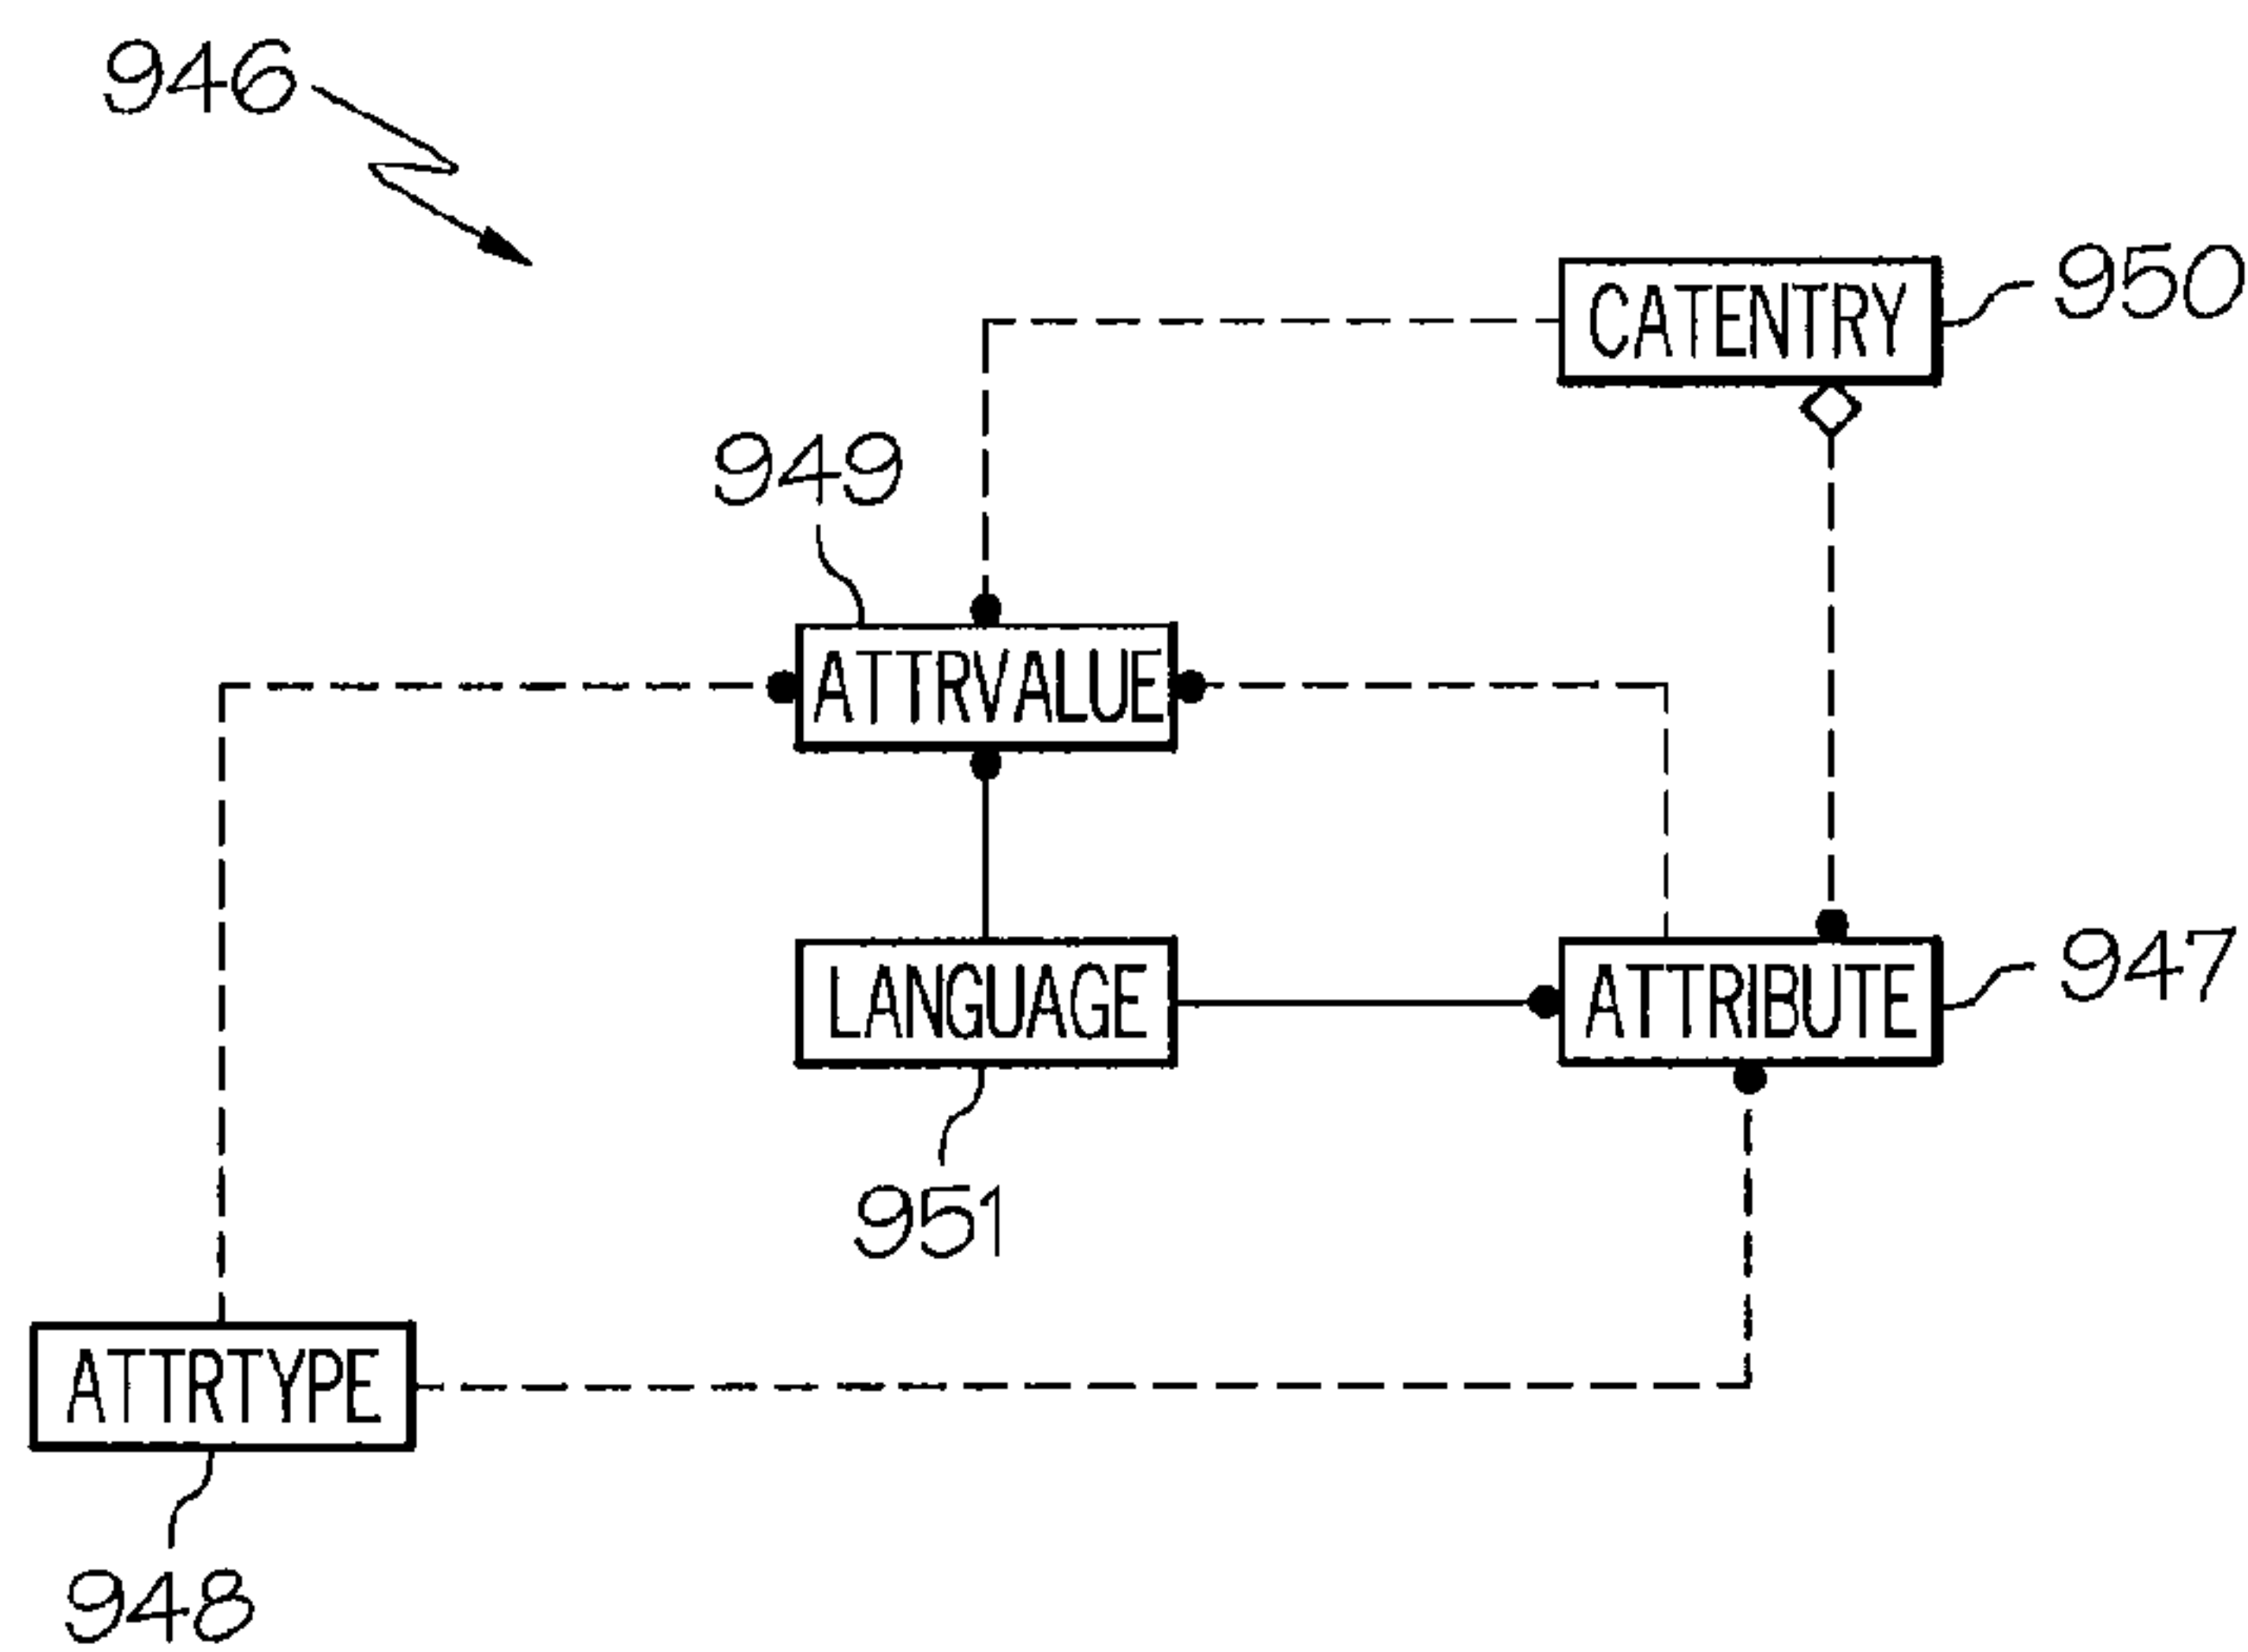 946
CATENTRY
950
949
ATTRVALUE
LANGUAGE
ATTRIBUTE
947
951
ATTRTYPE
948